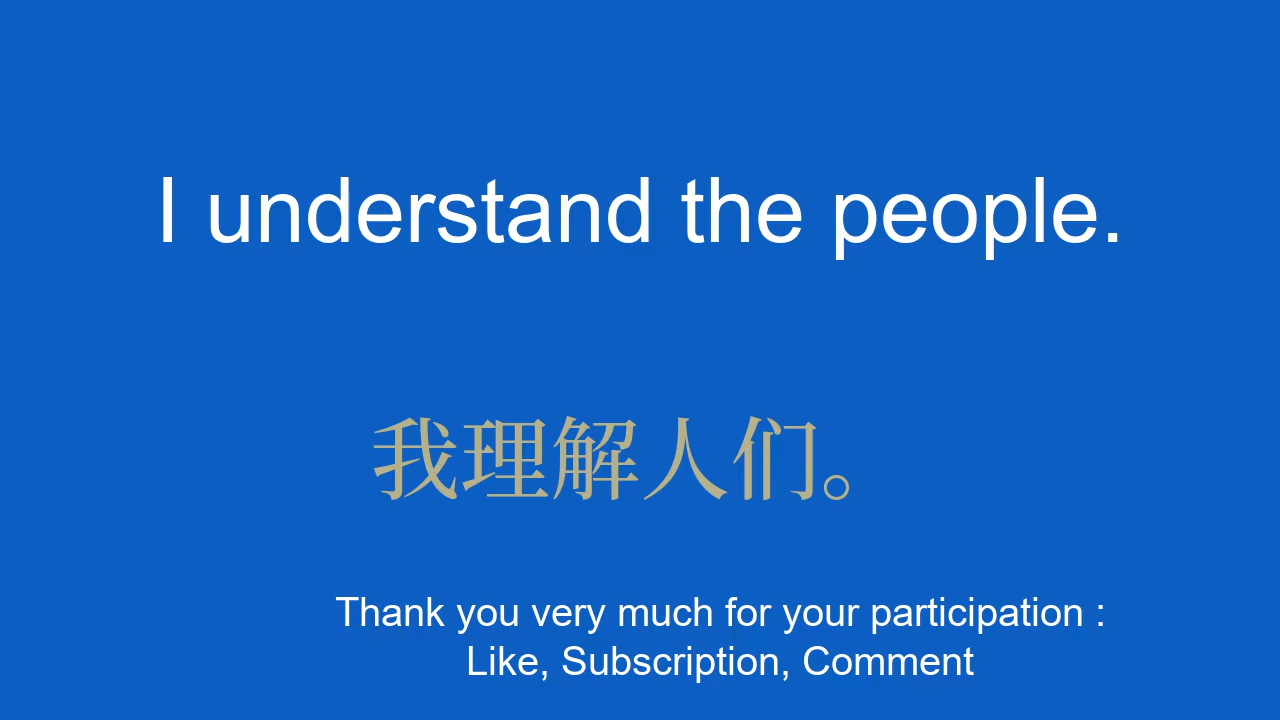 I understand the people.
我理解人们。
Thank you very much for your participation :
Like, Subscription, Comment